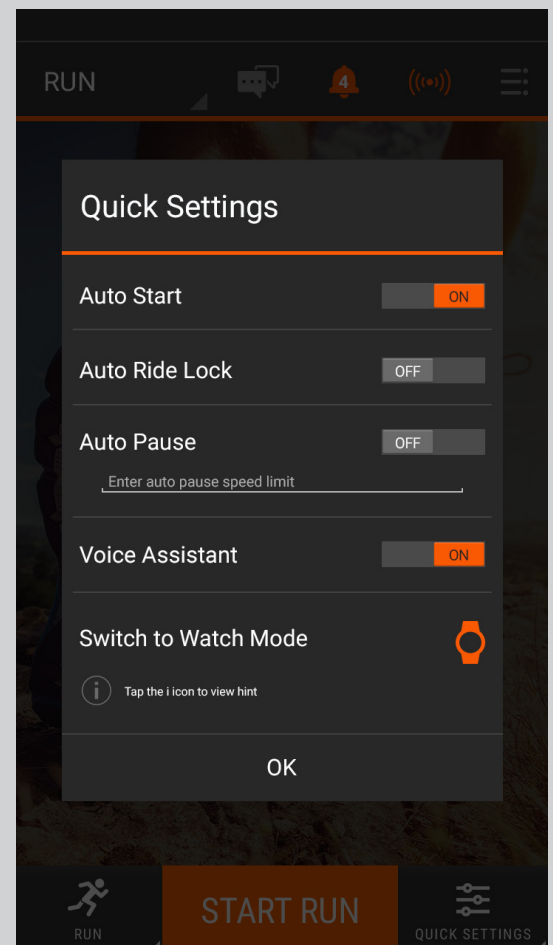 RUN
4
Quick Settings
Auto Start ON
Auto Ride Lock OFF
Auto Pause OFF
Enter auto pause speed limit
Voice Assistant ON
Switch to Watch Mode
i Tap the i icon to view hint
OK
START RUN
RUN
QUICK SETTINGS